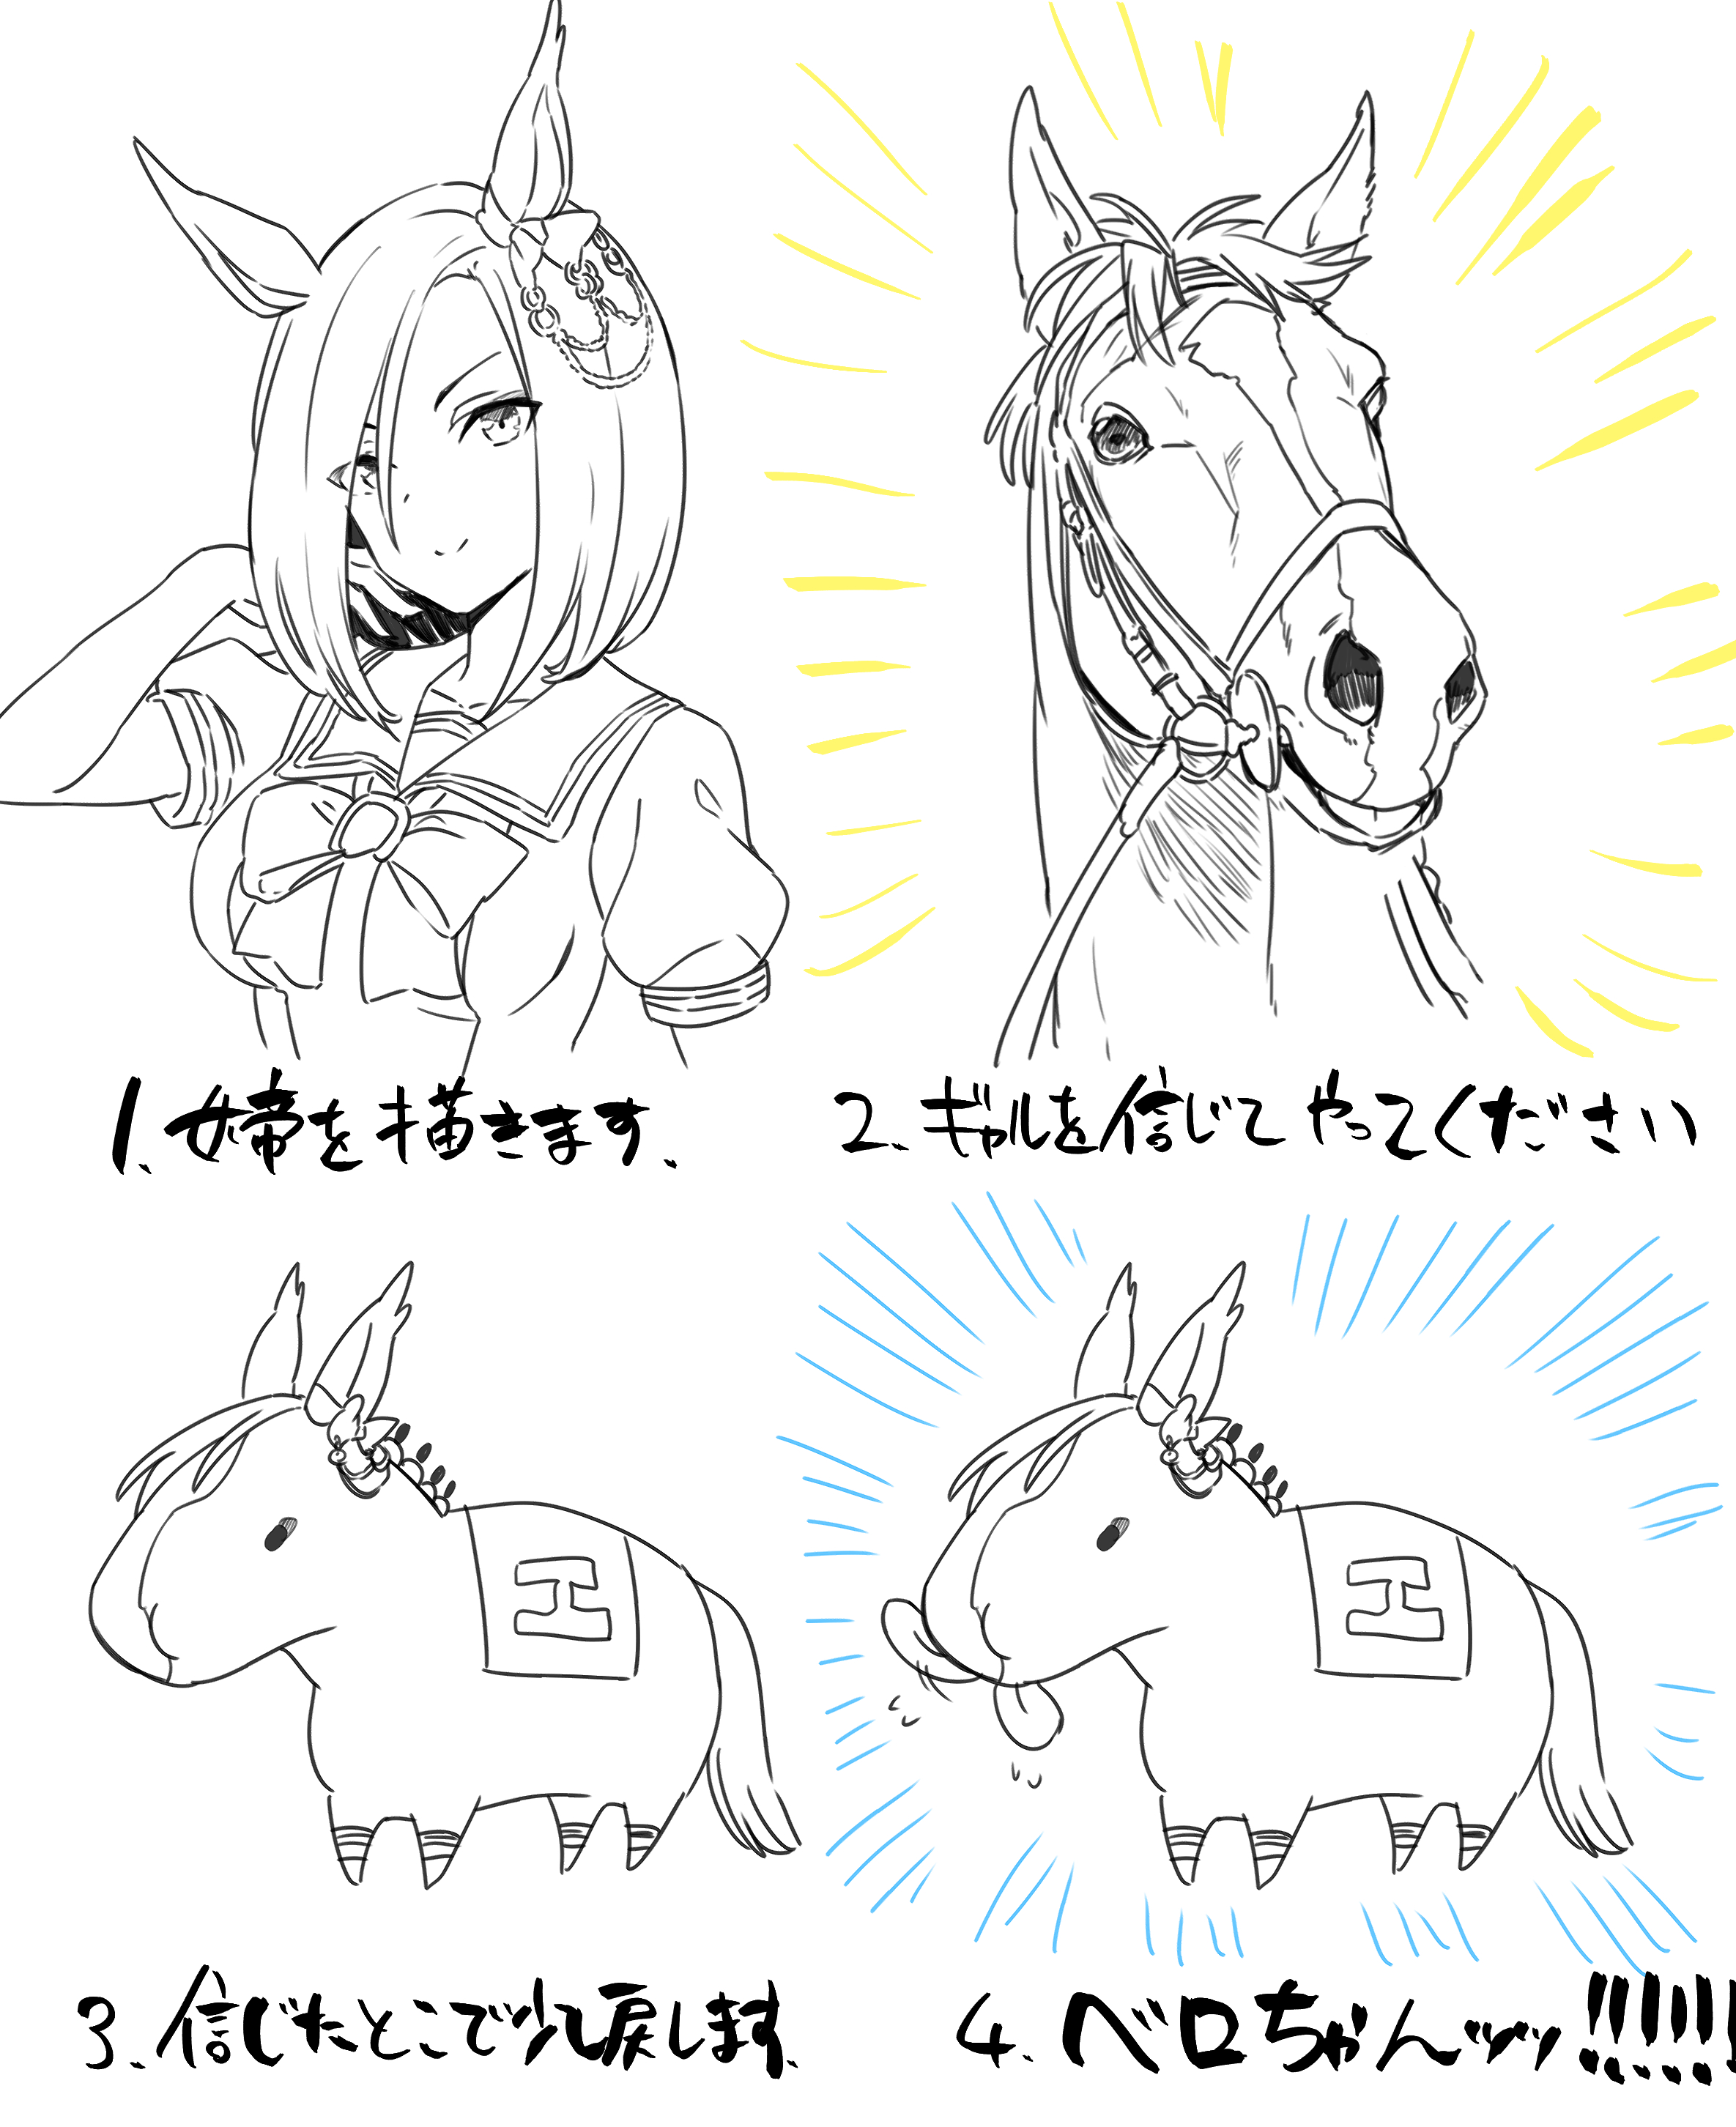 1.女帝を描きます.
2.ギャルを信じてやってください
エ
エ
3.信じたとこで少し戻します.
4.ベロちゃんッッ!!!!!!